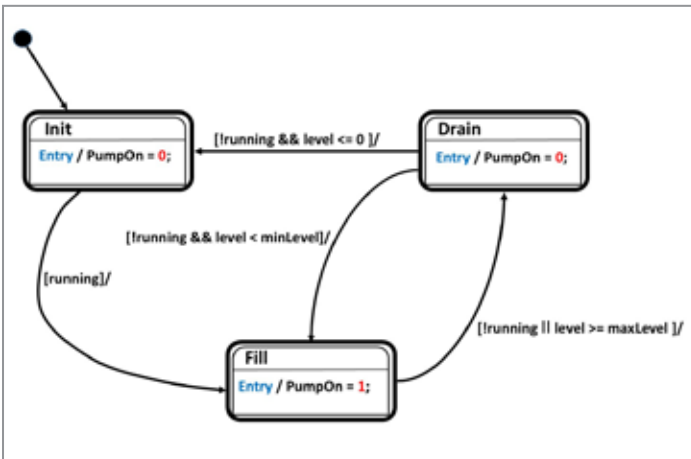 Init
Entry / PumpOn = 0;
[!running && level <= 0 ]/
Drain
Entry / PumpOn = 0;
[!running && level < minLevel]/
[running]/
[!running || level >= maxLevel ]/
Fill
Entry / PumpOn = 1;